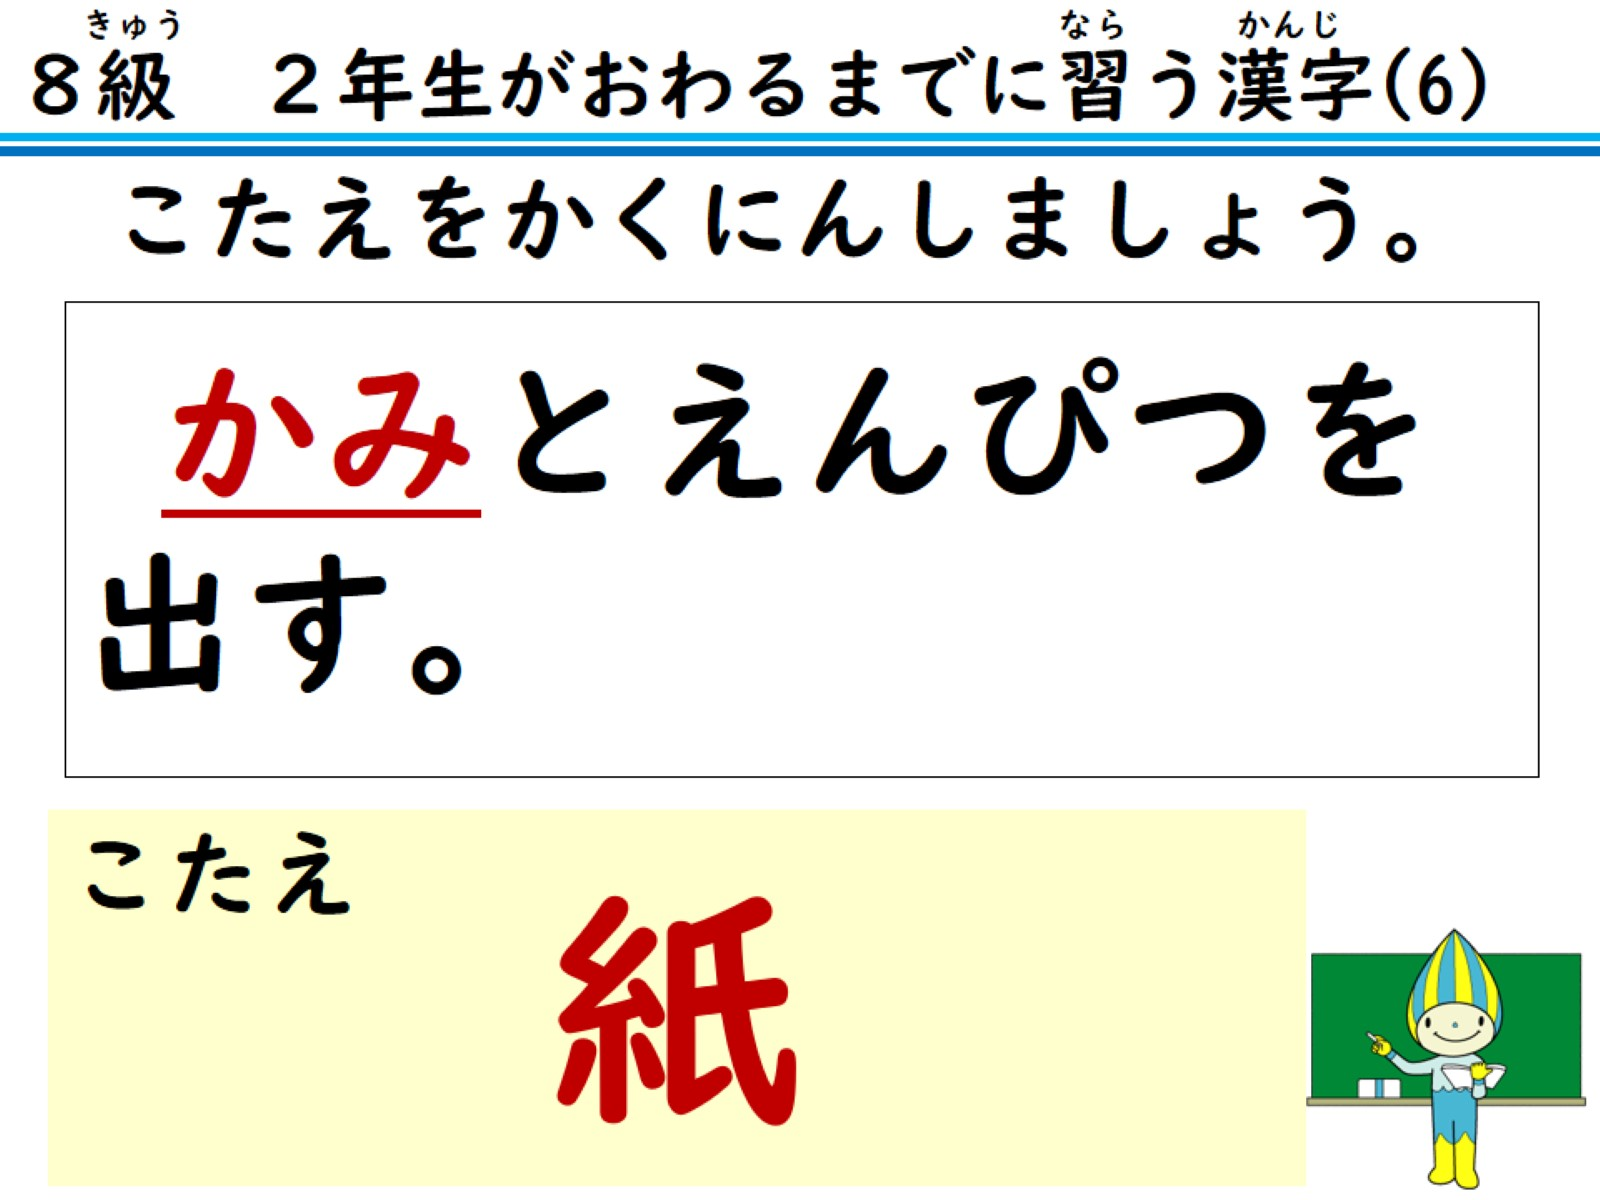 きゅう なら かんじ
８級　２年生がおわるまでに習う漢字(6)
こたえをかくにんしましょう。
かみとえんぴつを
出す。
こたえ
紙